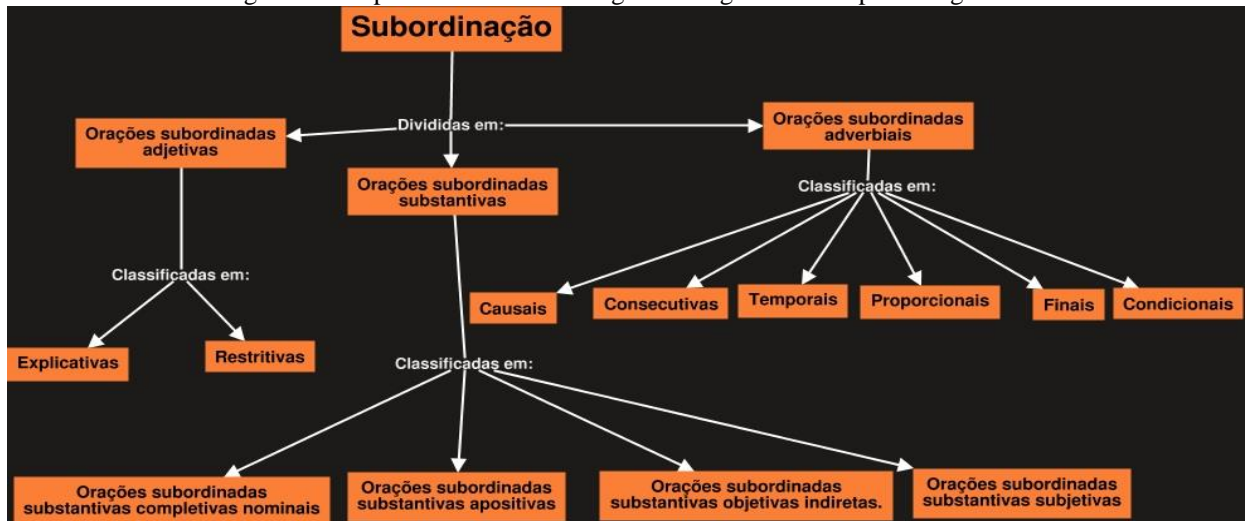 Subordinação
Divididas em:
Orações subordinadas
adjetivas
Orações subordinadas
substantivas
Orações subordinadas
adverbiais
Classificadas em:
Explicativas
Restritivas
Classificadas em:
Causais
Consecutivas
Temporais
Proporcionais
Finais
Condicionais
Classificadas em:
Orações subordinadas
substantivas completivas nominais
Orações subordinadas
substantivas apositivas
Orações subordinadas
substantivas objetivas indiretas.
Orações subordinadas
substantivas subjetivas